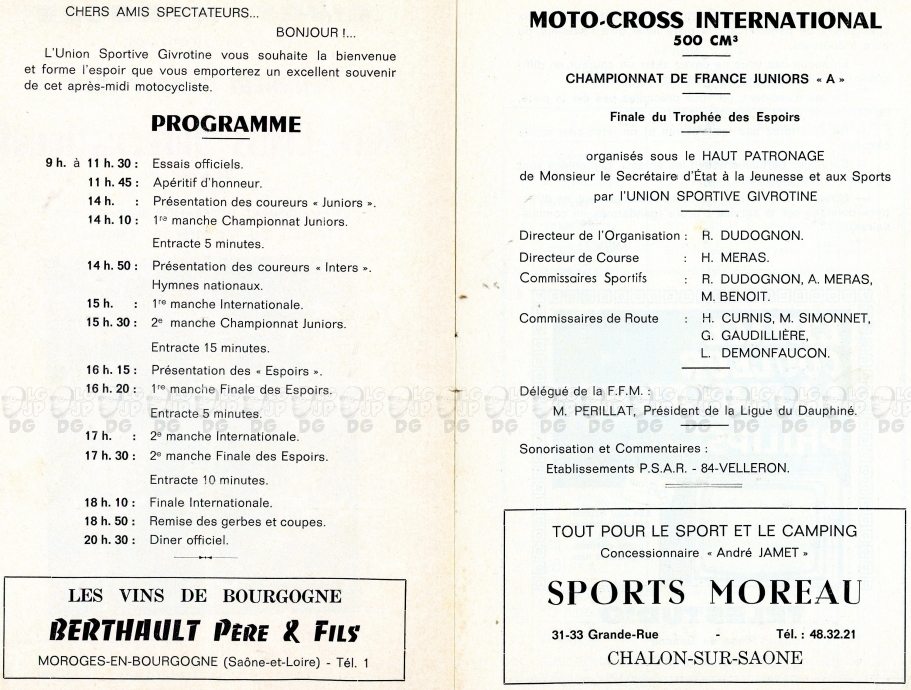 CHERS AMIS SPECTATEURS...
BONJOUR !...
L'Union Sportive Givrotine vous souhaite la bienvenue
et forme l'espoir que vous emporterez un excellent souvenir
de cet après-midi motocycliste.
PROGRAMME
9 h. à 11 h. 30 : Essais officiels.
11 h. 45 : Apéritif d'honneur.
14 h. : Présentation des coureurs « Juniors ».
14 h. 10 : 1re manche Championnat Juniors.
Entracte 5 minutes.
14 h. 50 : Présentation des coureurs « Inters ».
Hymnes nationaux.
15 h. : 1re manche Internationale.
15 h. 30 : 2e manche Championnat Juniors.
Entracte 15 minutes.
16 h. 15 : Présentation des « Espoirs ».
16 h. 20 : 1re manche Finale des Espoirs.
Entracte 5 minutes.
17 h. : 2e manche Internationale.
17 h. 30 : 2e manche Finale des Espoirs.
Entracte 10 minutes.
18 h. 10 : Finale Internationale.
18 h. 50 : Remise des gerbes et coupes.
20 h. 30 : Dîner officiel.
LES VINS DE BOURGOGNE
BERTHAULT PÈRE & FILS
MOROGES-EN-BOURGOGNE (Saône-et-Loire) - Tél. 1
MOTO-CROSS INTERNATIONAL
500 CM³
CHAMPIONNAT DE FRANCE JUNIORS « A »
Finale du Trophée des Espoirs
organisés sous le HAUT PATRONAGE
de Monsieur le Secrétaire d'État à la Jeunesse et aux Sports
par l'UNION SPORTIVE GIVROTINE
Directeur de l'Organisation : R. DUDOGNON.
Directeur de Course : H. MERAS.
Commissaires Sportifs : R. DUDOGNON, A. MERAS,
M. BENOIT.
Commissaires de Route : H. CURNIS, M. SIMONNET,
G. GAUDILLIÈRE,
L. DEMONFAUCON.
Délégué de la F.F.M. :
M. PERILLAT, Président de la Ligue du Dauphiné.
Sonorisation et Commentaires :
Etablissements P.S.A.R. - 84-VELLERON.
TOUT POUR LE SPORT ET LE CAMPING
Concessionnaire « André JAMET »
SPORTS MOREAU
31-33 Grande-Rue - Tél. : 48.32.21
CHALON-SUR-SAONE